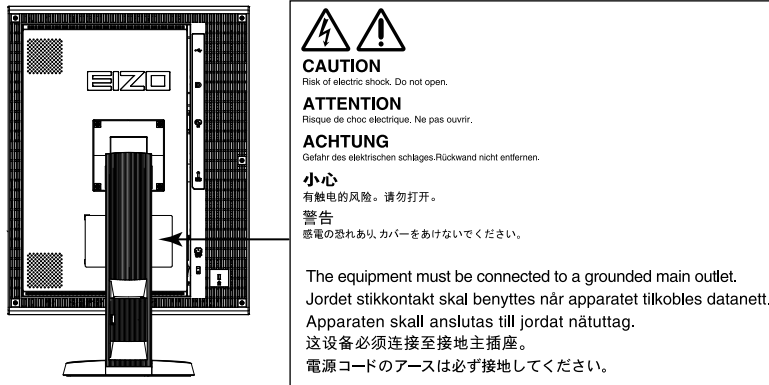 EIZO
CAUTION
Risk of electric shock. Do not open.
ATTENTION
Risque de choc electrique. Ne pas ouvrir.
ACHTUNG
Gefahr des elektrischen schlages.Rückwand nicht entfernen.
小心
有触电的风险。请勿打开。
警告
感電の恐れあり、カバーをあけないでください。
The equipment must be connected to a grounded main outlet.
Jordet stikkontakt skal benyttes når apparatet tilkobles datanett.
Apparaten skall anslutas till jordat nätuttag.
这设备必须连接至接地主插座。
電源コードのアースは必ず接地してください。